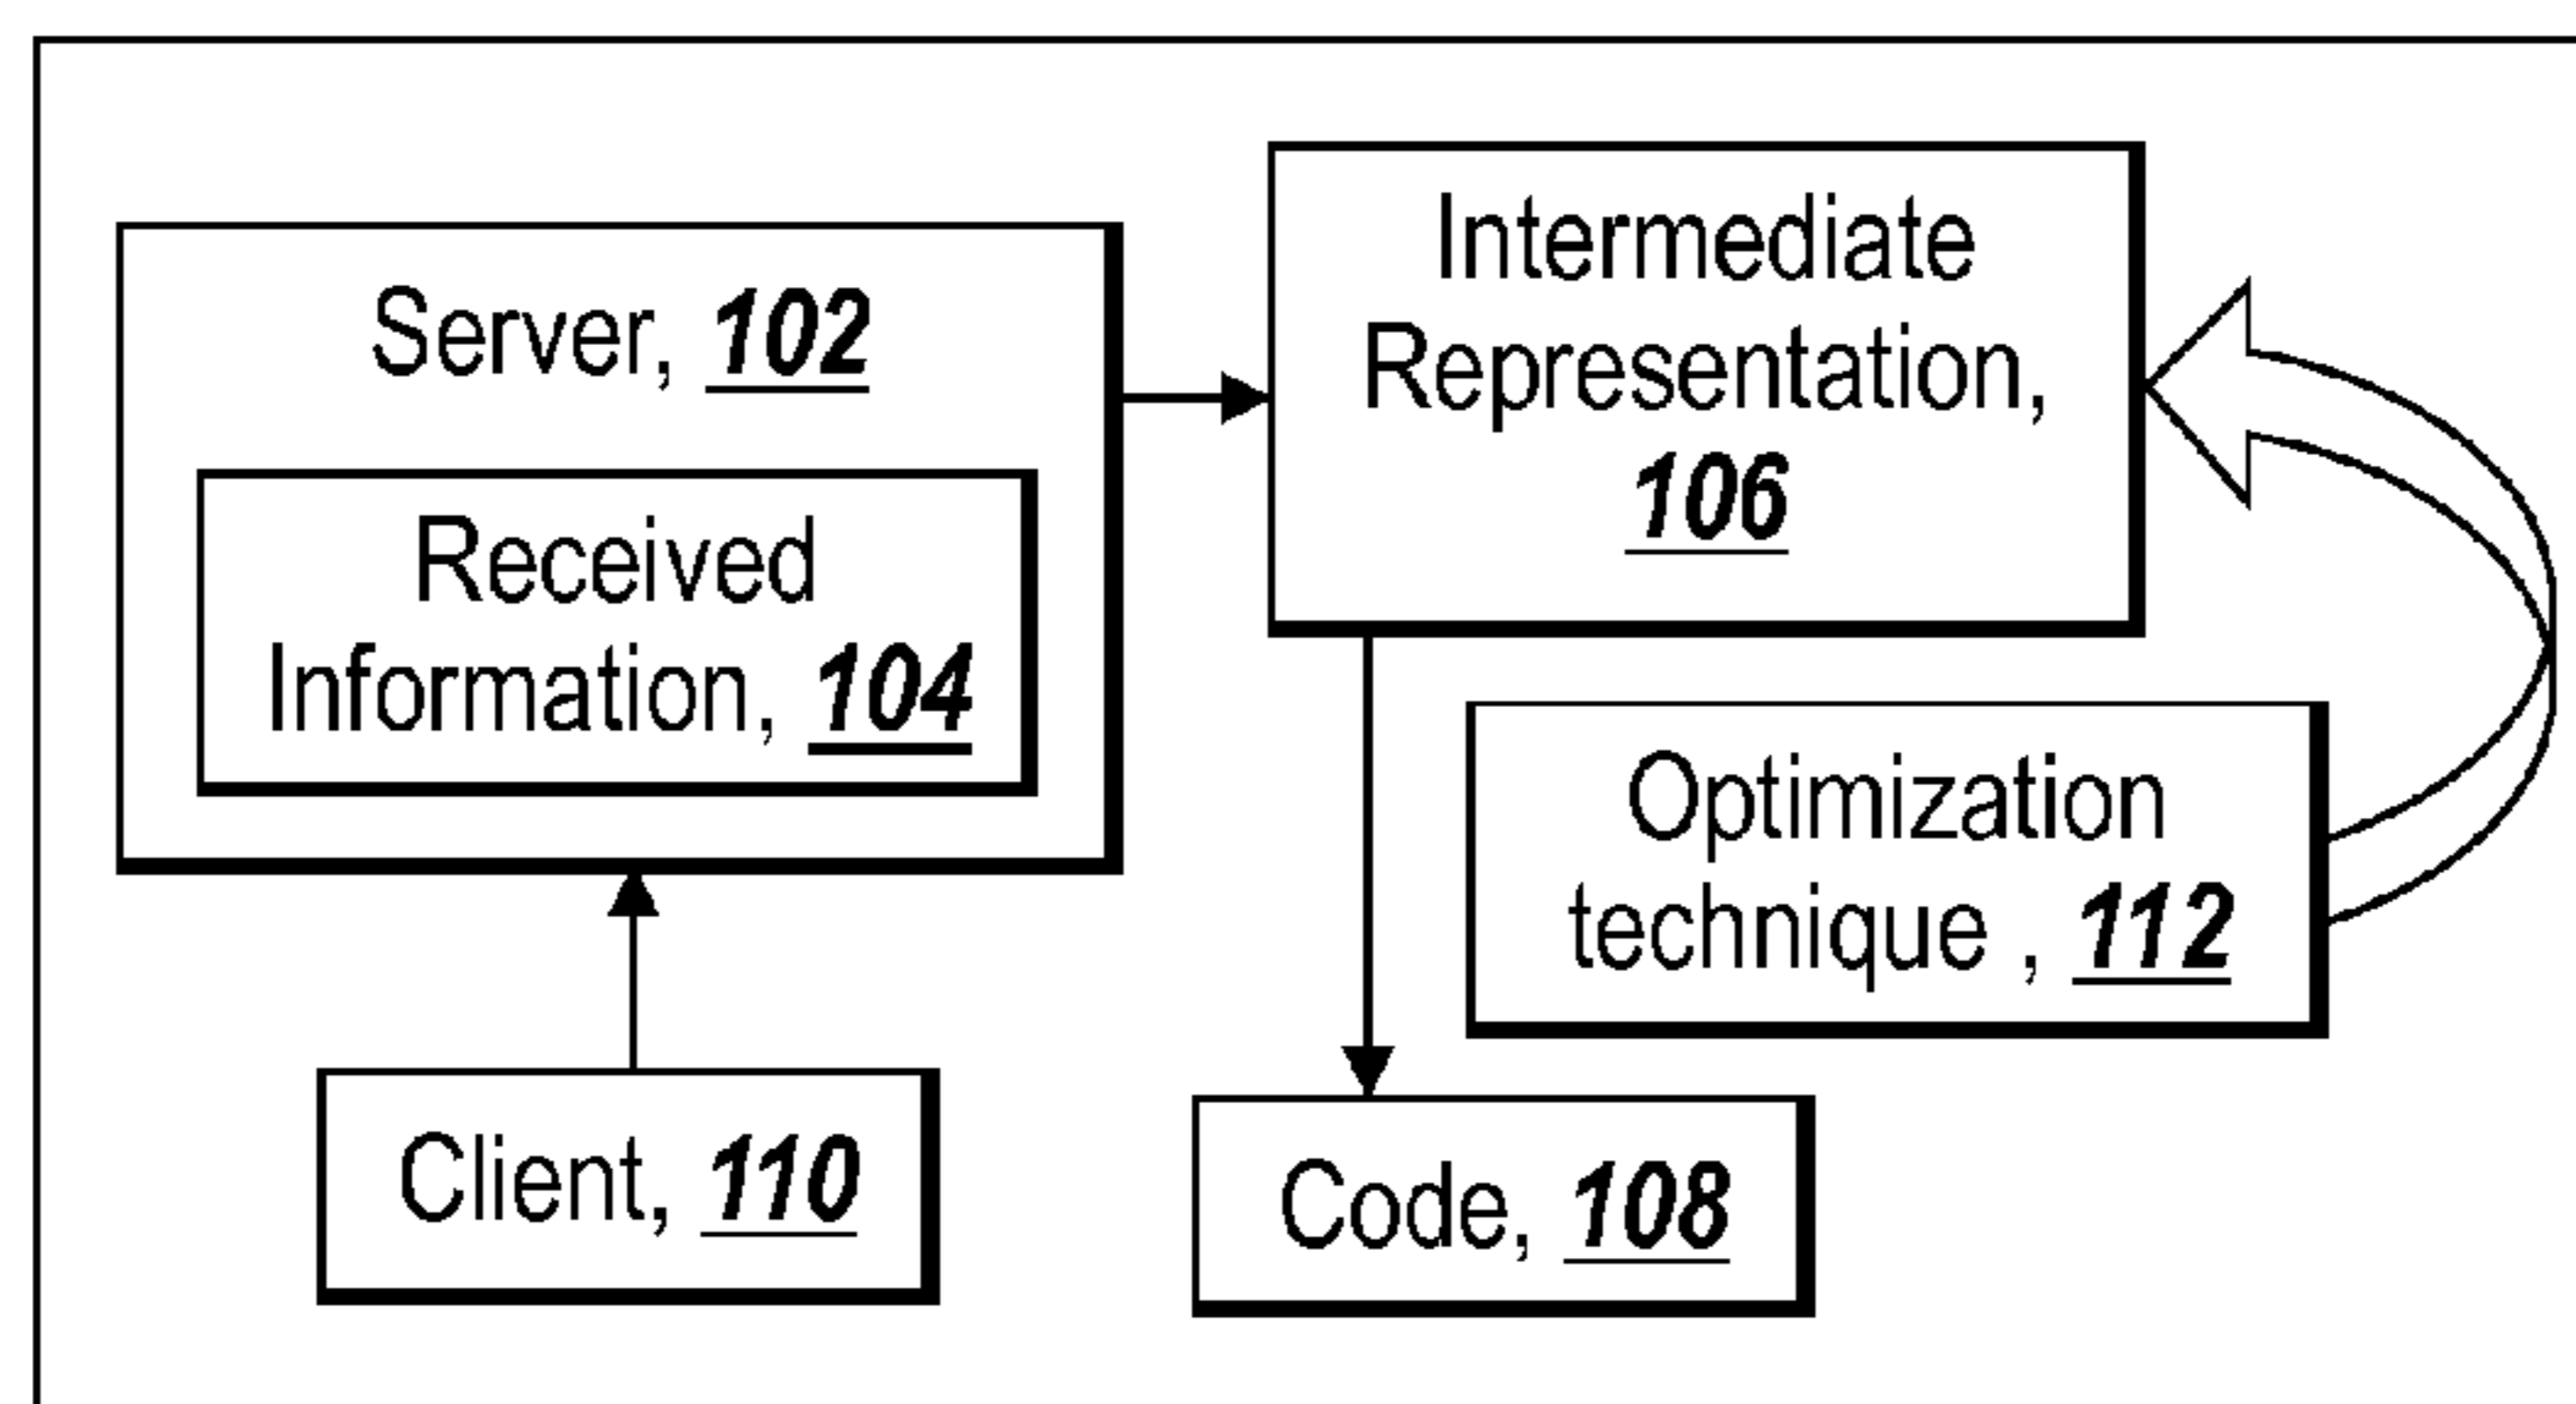 Server, 102
Received
Information, 104
Intermediate
Representation,
106
Optimization
technique , 112
Client, 110
Code, 108